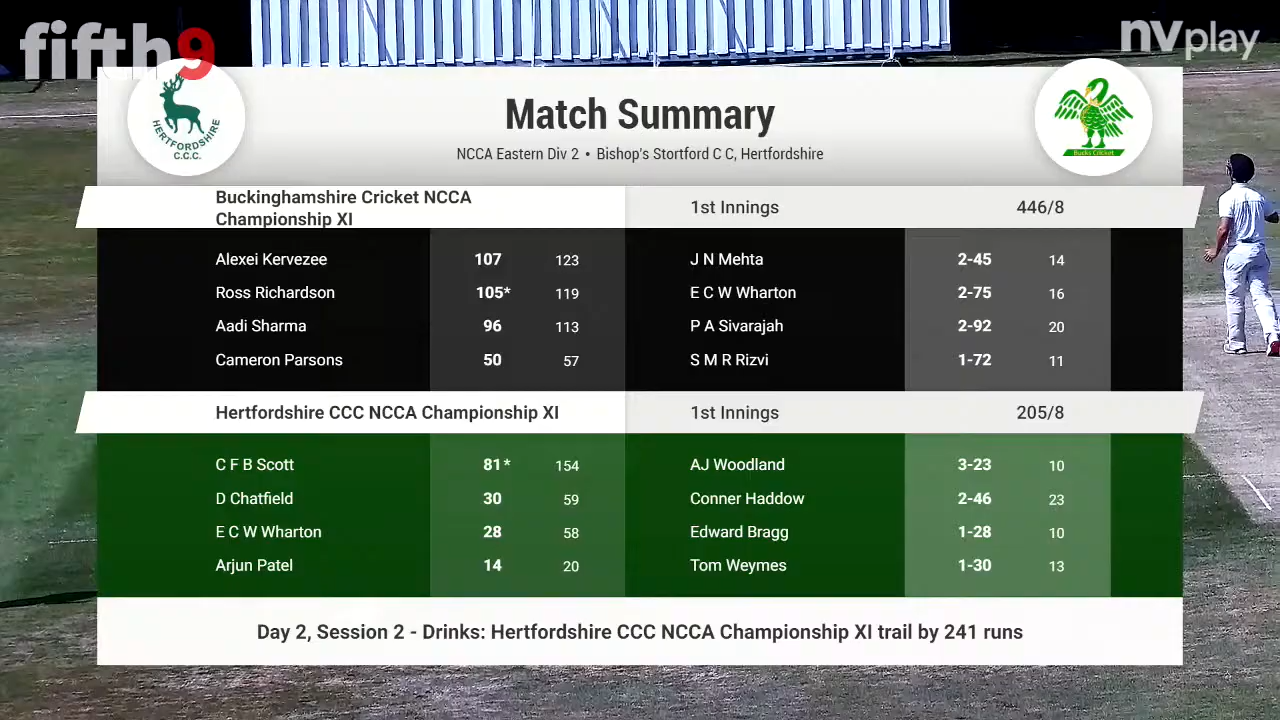 fifth9
nvplay
HERTFORDSHIRE
C.C.C.
Match Summary
Bucks Cricket
NCCA Eastern Div 2 • Bishop's Stortford C C, Hertfordshire
Buckinghamshire Cricket NCCA
Championship XI
1st Innings 446/8
Alexei Kervezee 107 123 J N Mehta 2-45 14
Ross Richardson 105* 119 E C W Wharton 2-75 16
Aadi Sharma 96 113 P A Sivarajah 2-92 20
Cameron Parsons 50 57 S M R Rizvi 1-72 11
Hertfordshire CCC NCCA Championship XI 1st Innings 205/8
C F B Scott 81* 154 AJ Woodland 3-23 10
D Chatfield 30 59 Conner Haddow 2-46 23
E C W Wharton 28 58 Edward Bragg 1-28 10
Arjun Patel 14 20 Tom Weymes 1-30 13
Day 2, Session 2 - Drinks: Hertfordshire CCC NCCA Championship XI trail by 241 runs